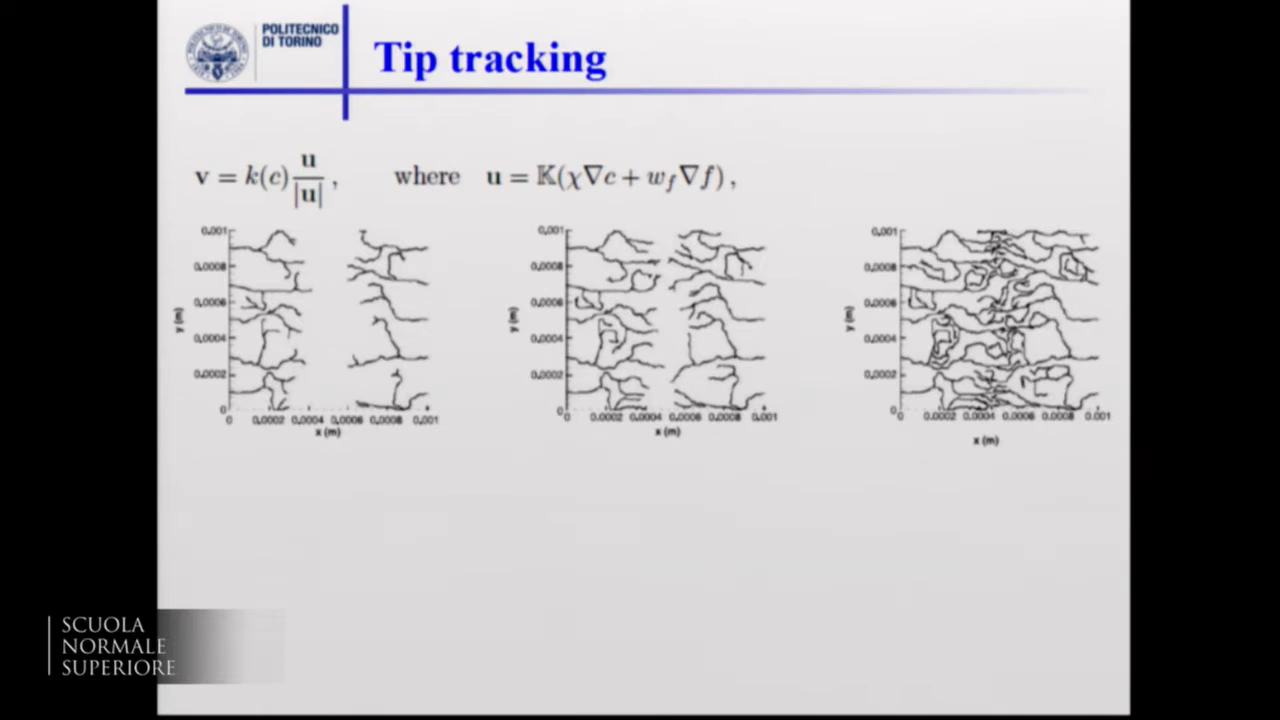 POLITECNICO
DI TORINO
Tip tracking
v = k(c) u/|u| , where u = 𝕂(χ∇c + w_f∇f) ,
0.001
0.0008
0.0006
0.0004
0.0002
0
y (m)
0 0.0002 0.0004 0.0006 0.0008 0.001
x (m)
0.001
0.0008
0.0006
0.0004
0.0002
0
y (m)
0 0.0002 0.0004 0.0006 0.0008 0.001
x (m)
0.001
0.0008
0.0006
0.0004
0.0002
0
y (m)
0 0.0002 0.0004 0.0006 0.0008 0.001
x (m)
SCUOLA
NORMALE
SUPERIORE